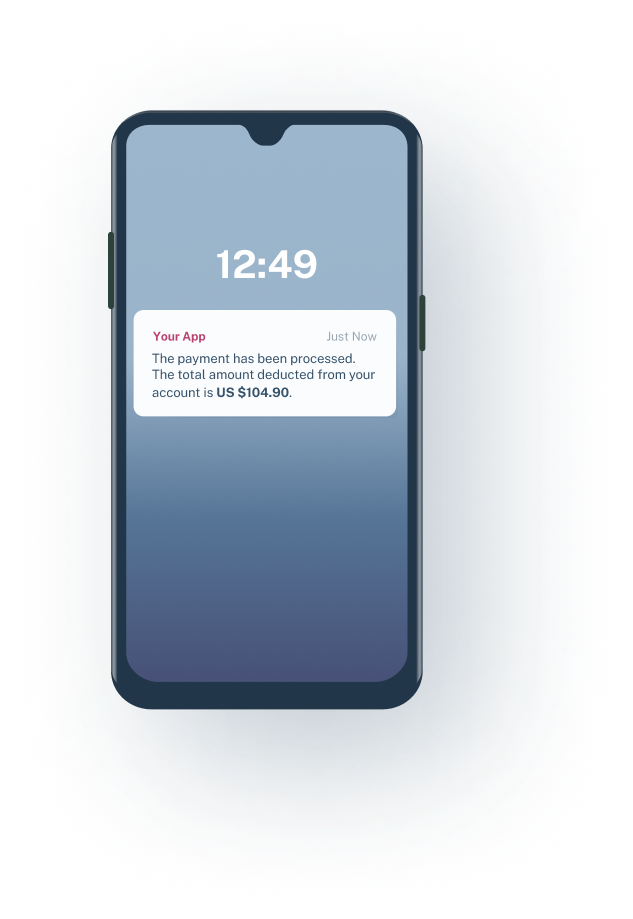 12:49
Your App Just Now
The payment has been processed.
The total amount deducted from your
account is US $104.90.